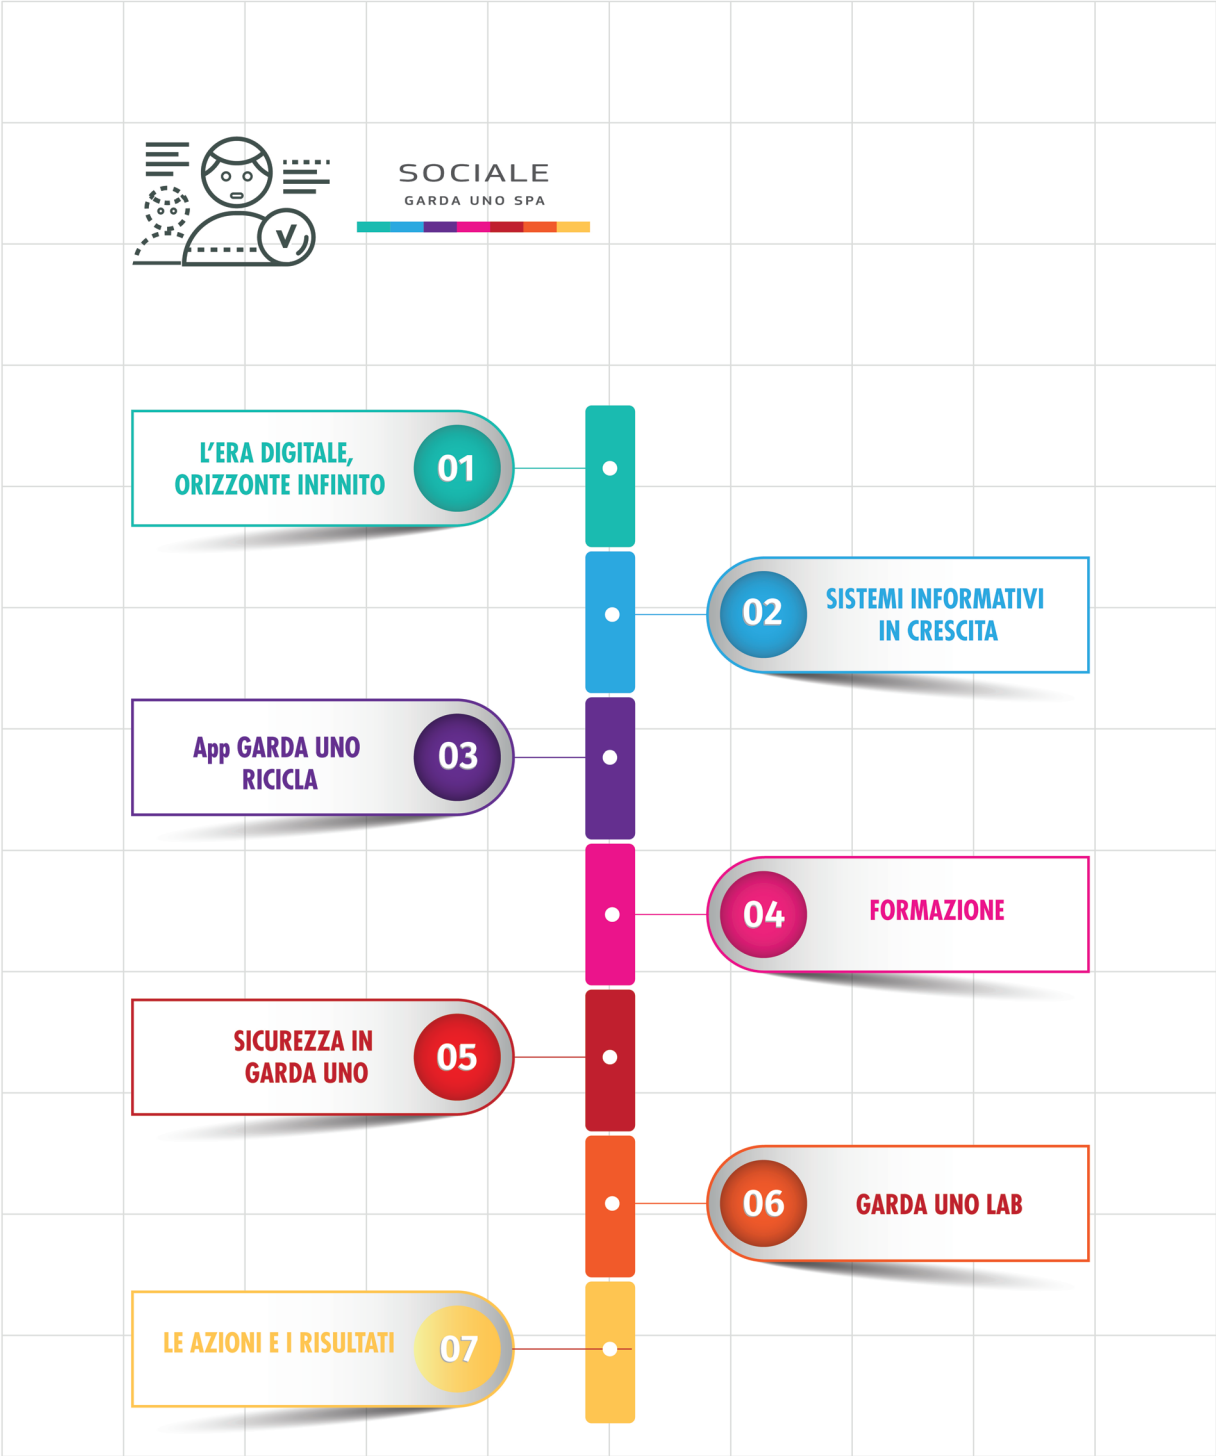 SOCIALE
GARDA UNO SPA
L'ERA DIGITALE,
ORIZZONTE INFINITO
01
02
SISTEMI INFORMATIVI
IN CRESCITA
App GARDA UNO
RICICLA
03
04
FORMAZIONE
SICUREZZA IN
GARDA UNO
05
06
GARDA UNO LAB
LE AZIONI E I RISULTATI
07